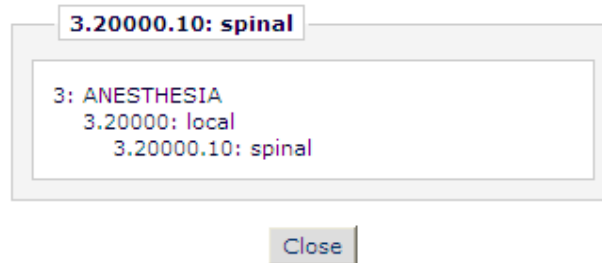 3.20000.10: spinal
3: ANESTHESIA
3.20000: local
3.20000.10: spinal
Close